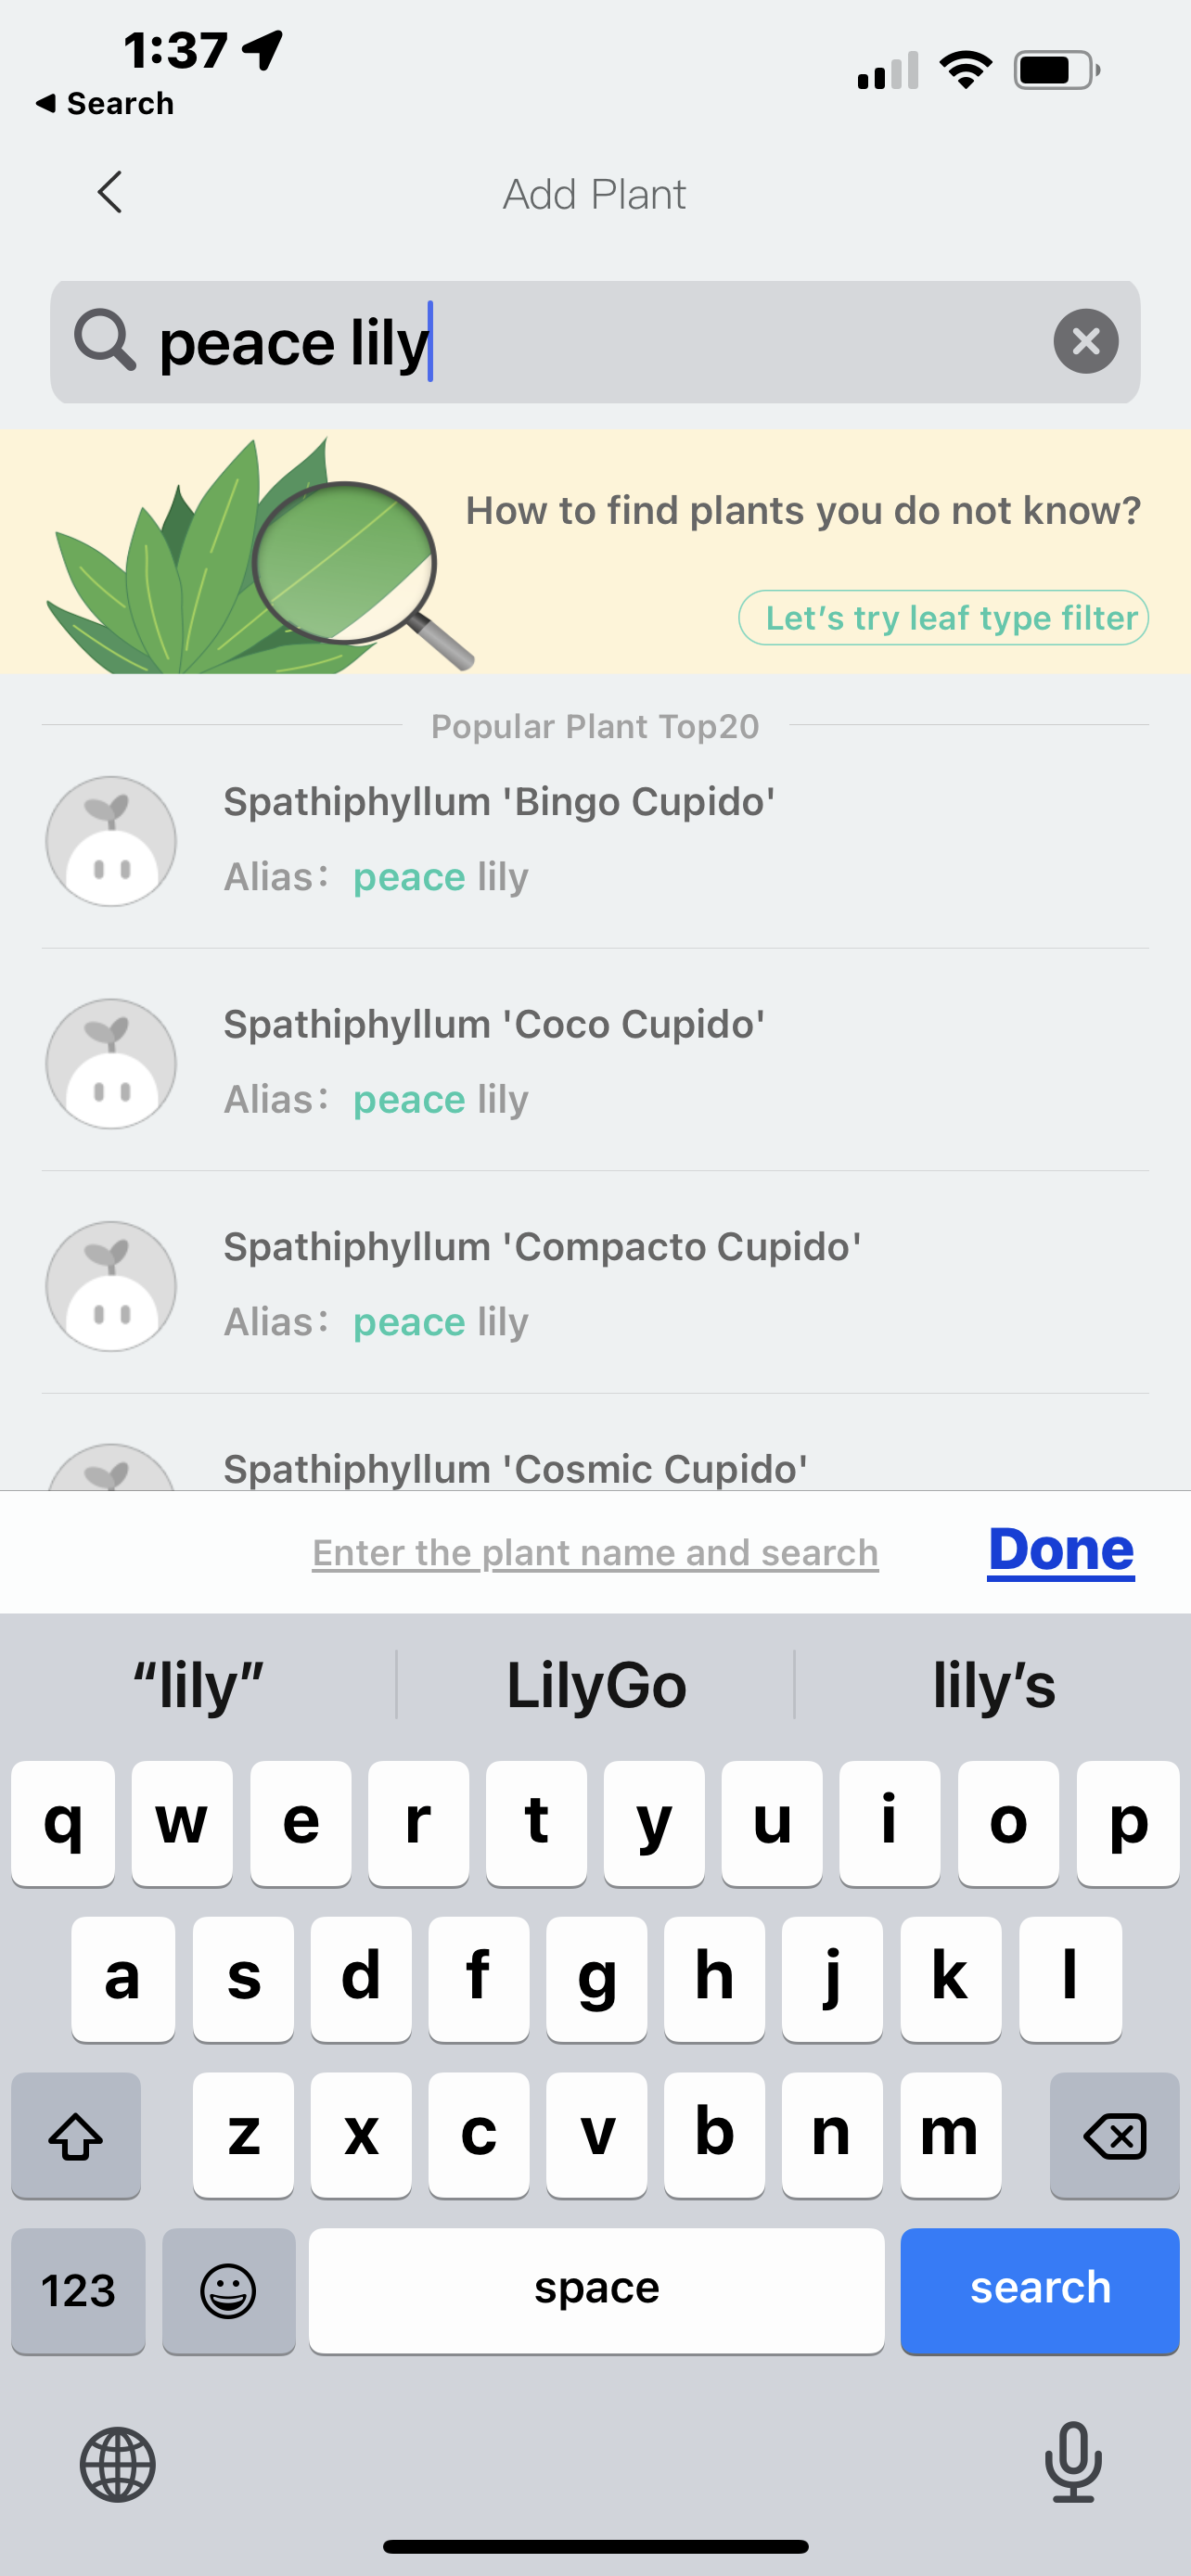 1:37
Search
Add Plant
peace lily
How to find plants you do not know?
Let's try leaf type filter
Popular Plant Top20
Spathiphyllum 'Bingo Cupido'
Alias: peace lily
Spathiphyllum 'Coco Cupido'
Alias: peace lily
Spathiphyllum 'Compacto Cupido'
Alias: peace lily
Spathiphyllum 'Cosmic Cupido'
Enter the plant name and search Done
“lily” LilyGo lily’s
q w e r t y u i o p
a s d f g h j k l
z x c v b n m
123 space search